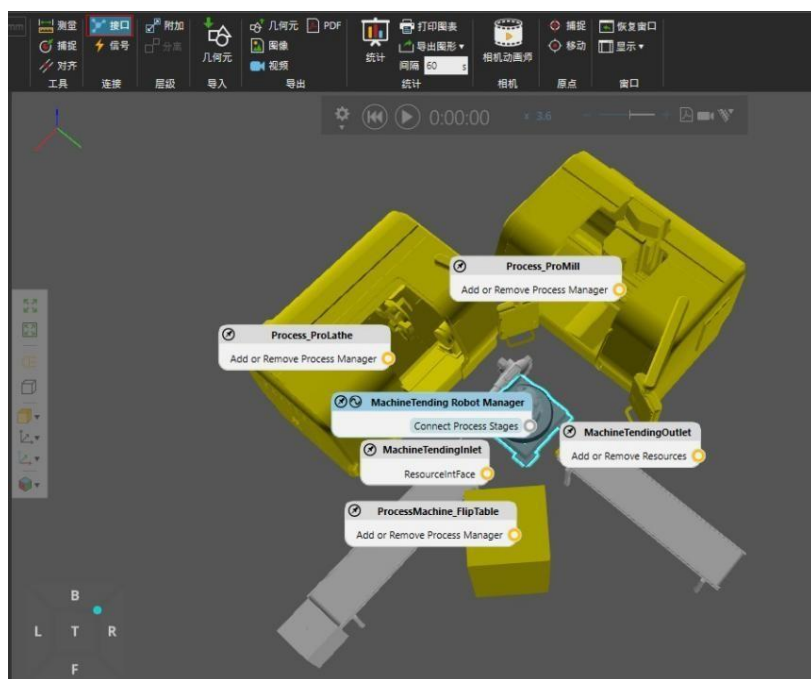 mm
测量
接口
附加
几何元
PDF
打印图表
捕捉
恢复窗口
捕捉
信号
分离
几何元
图像
统计
导出图形
相机动画师
移动
显示
对齐
视频
间隔 60 s
工具
连接
层级
导入
导出
统计
相机
原点
窗口
0:00:00
x 3.6
Process_ProMill
Add or Remove Process Manager
Process_ProLathe
Add or Remove Process Manager
MachineTending Robot Manager
Connect Process Stages
MachineTendingOutlet
Add or Remove Resources
MachineTendingInlet
ResourceIntFace
ProcessMachine_FlipTable
Add or Remove Process Manager
B
L T R
F